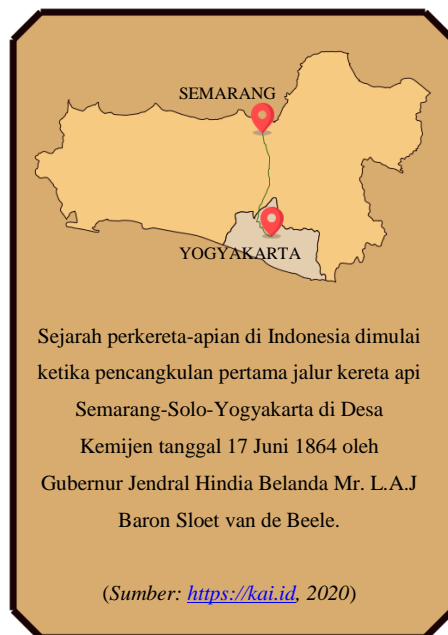 SEMARANG
YOGYAKARTA
Sejarah perkereta-apian di Indonesia dimulai
ketika pencangkulan pertama jalur kereta api
Semarang-Solo-Yogyakarta di Desa
Kemijen tanggal 17 Juni 1864 oleh
Gubernur Jendral Hindia Belanda Mr. L.A.J
Baron Sloet van de Beele.
(Sumber: https://kai.id, 2020)